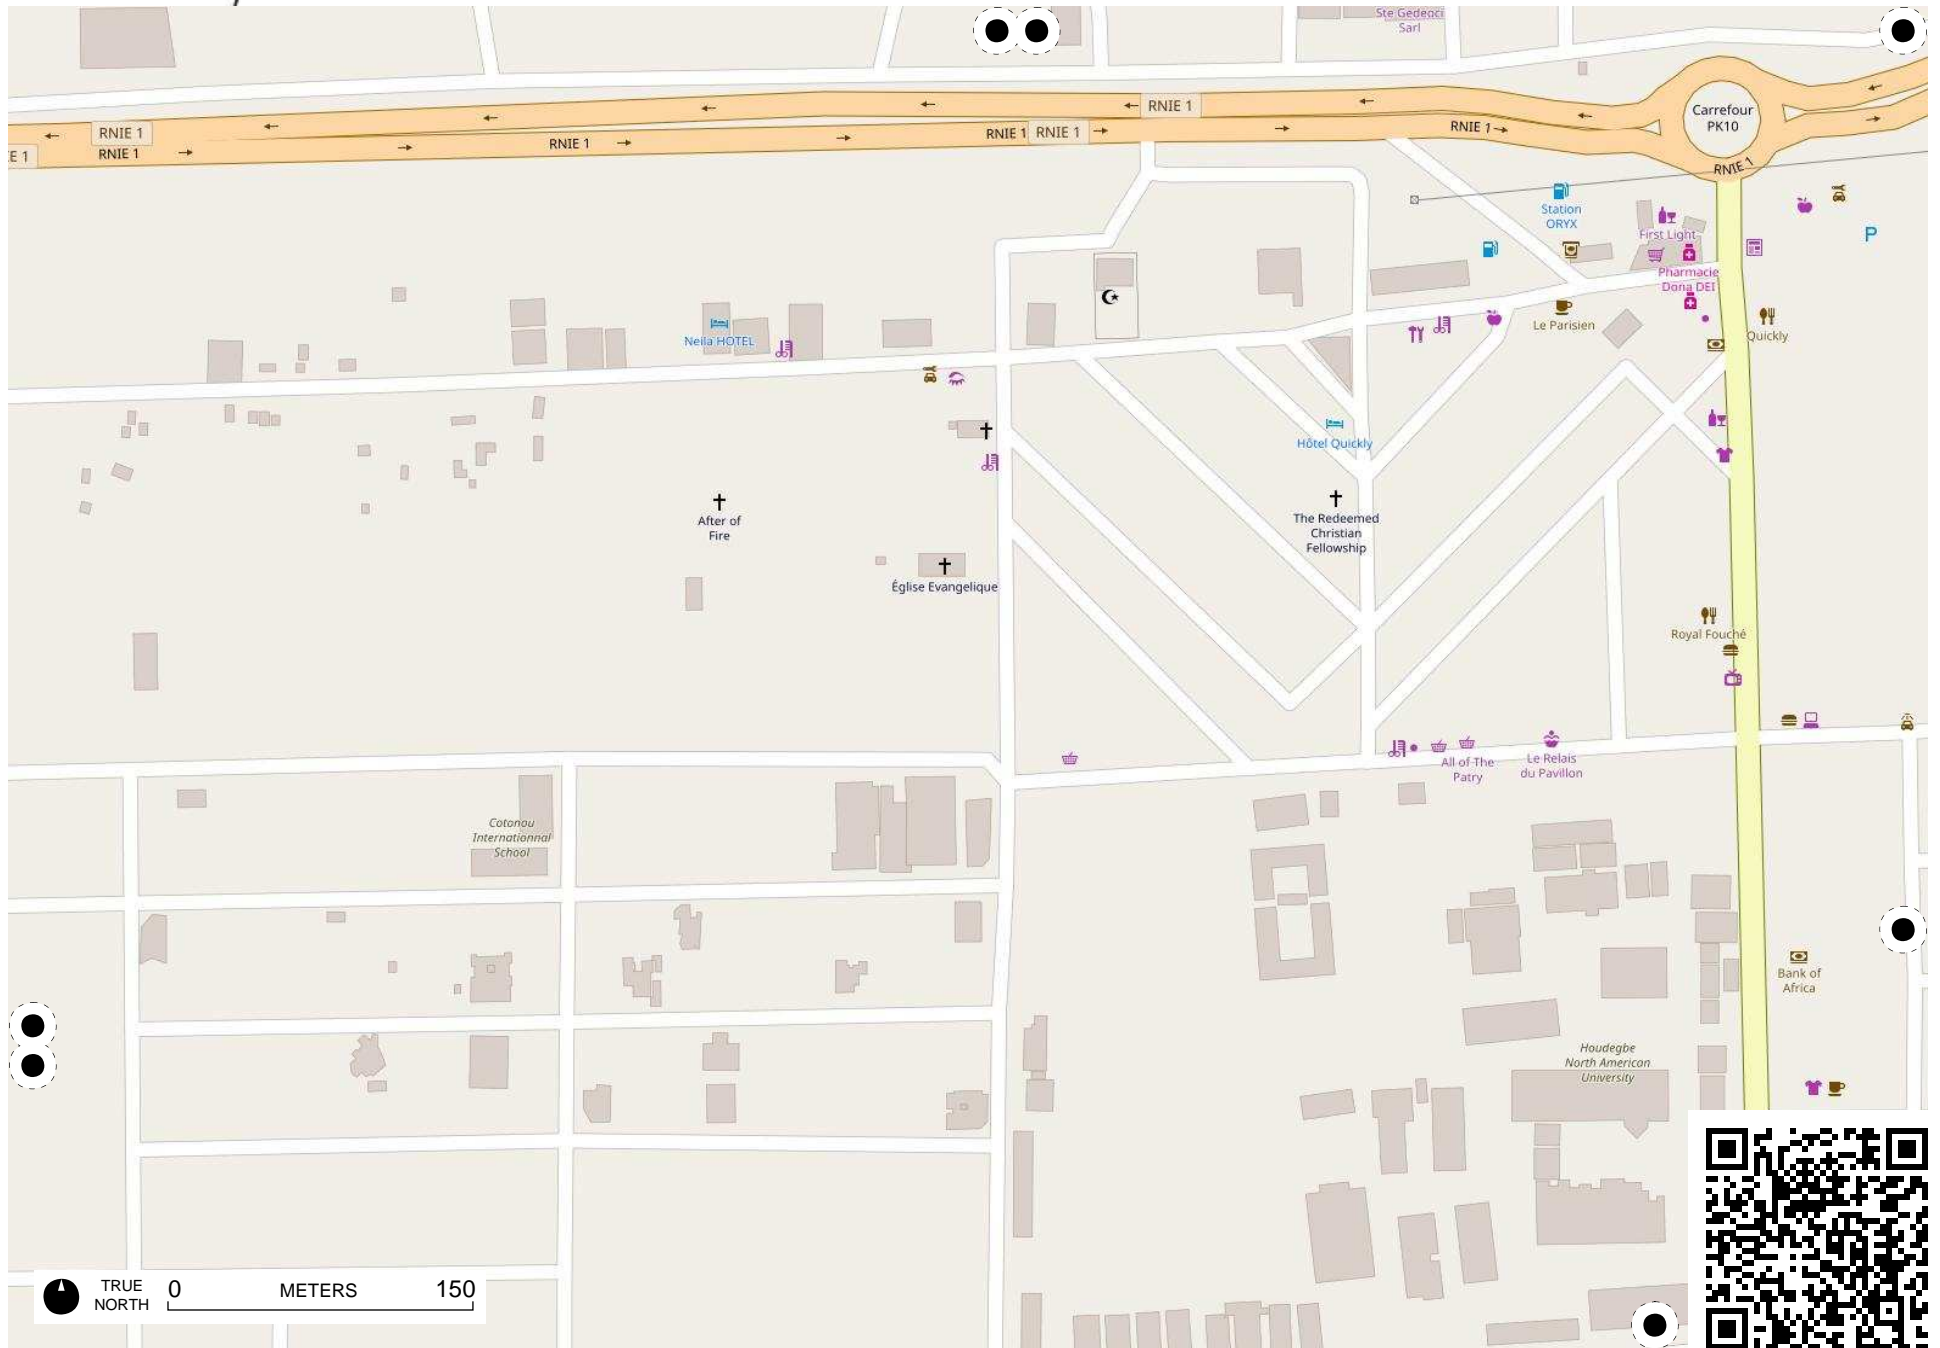 Ste Gedeoci
Sarl
RNIE 1
Carrefour
PK10
RNIE 1
RNIE 1
RNIE 1
RNIE 1
RNIE 1
RNIE 1
E 1
RNIE 1
Station
ORYX
First Light
Pharmacie
Dona DEI
Le Parisien
Quickly
Neila HOTEL
Hôtel Quickly
After of
Fire
The Redeemed
Christian
Fellowship
Église Evangelique
Royal Fouché
All of The
Patry
Le Relais
du Pavillon
Cotonou
Internationnal
School
Bank of
Africa
Houdegbe
North American
University
P
TRUE
NORTH
0 METERS 150